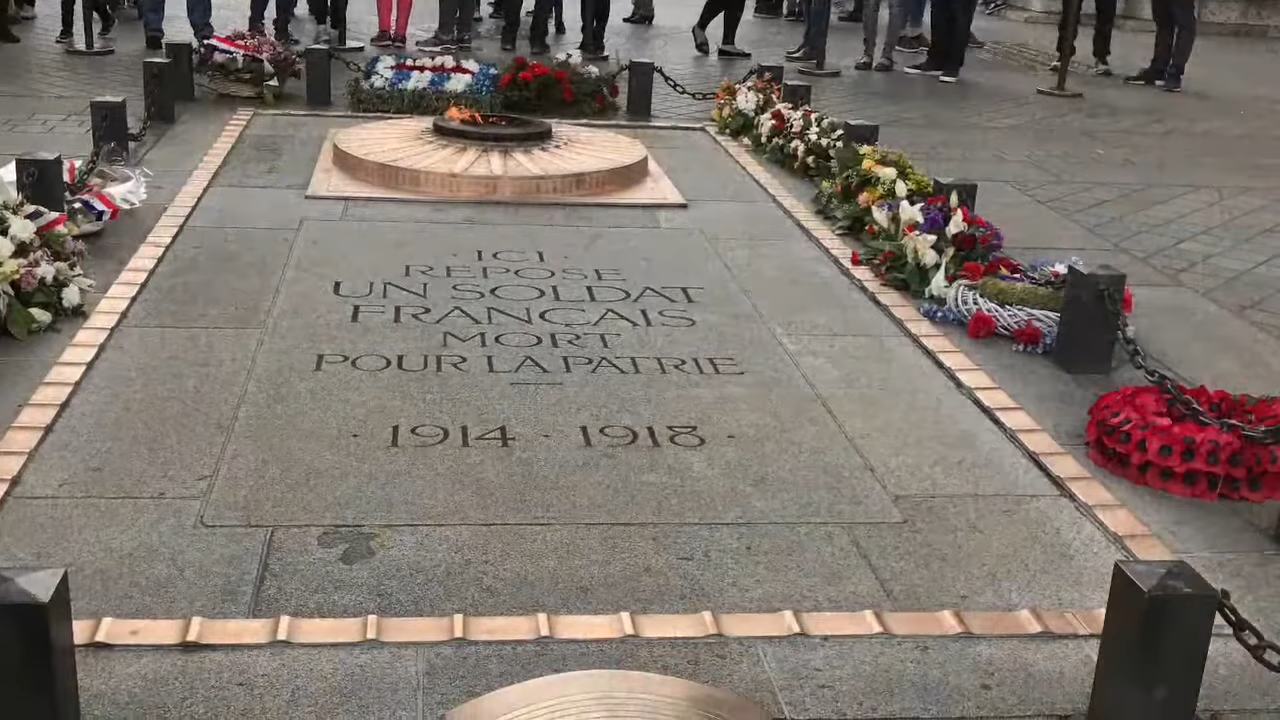 · ICI ·
REPOSE
UN SOLDAT
FRANÇAIS
MORT
POUR LA PATRIE
· 1914 · 1918 ·